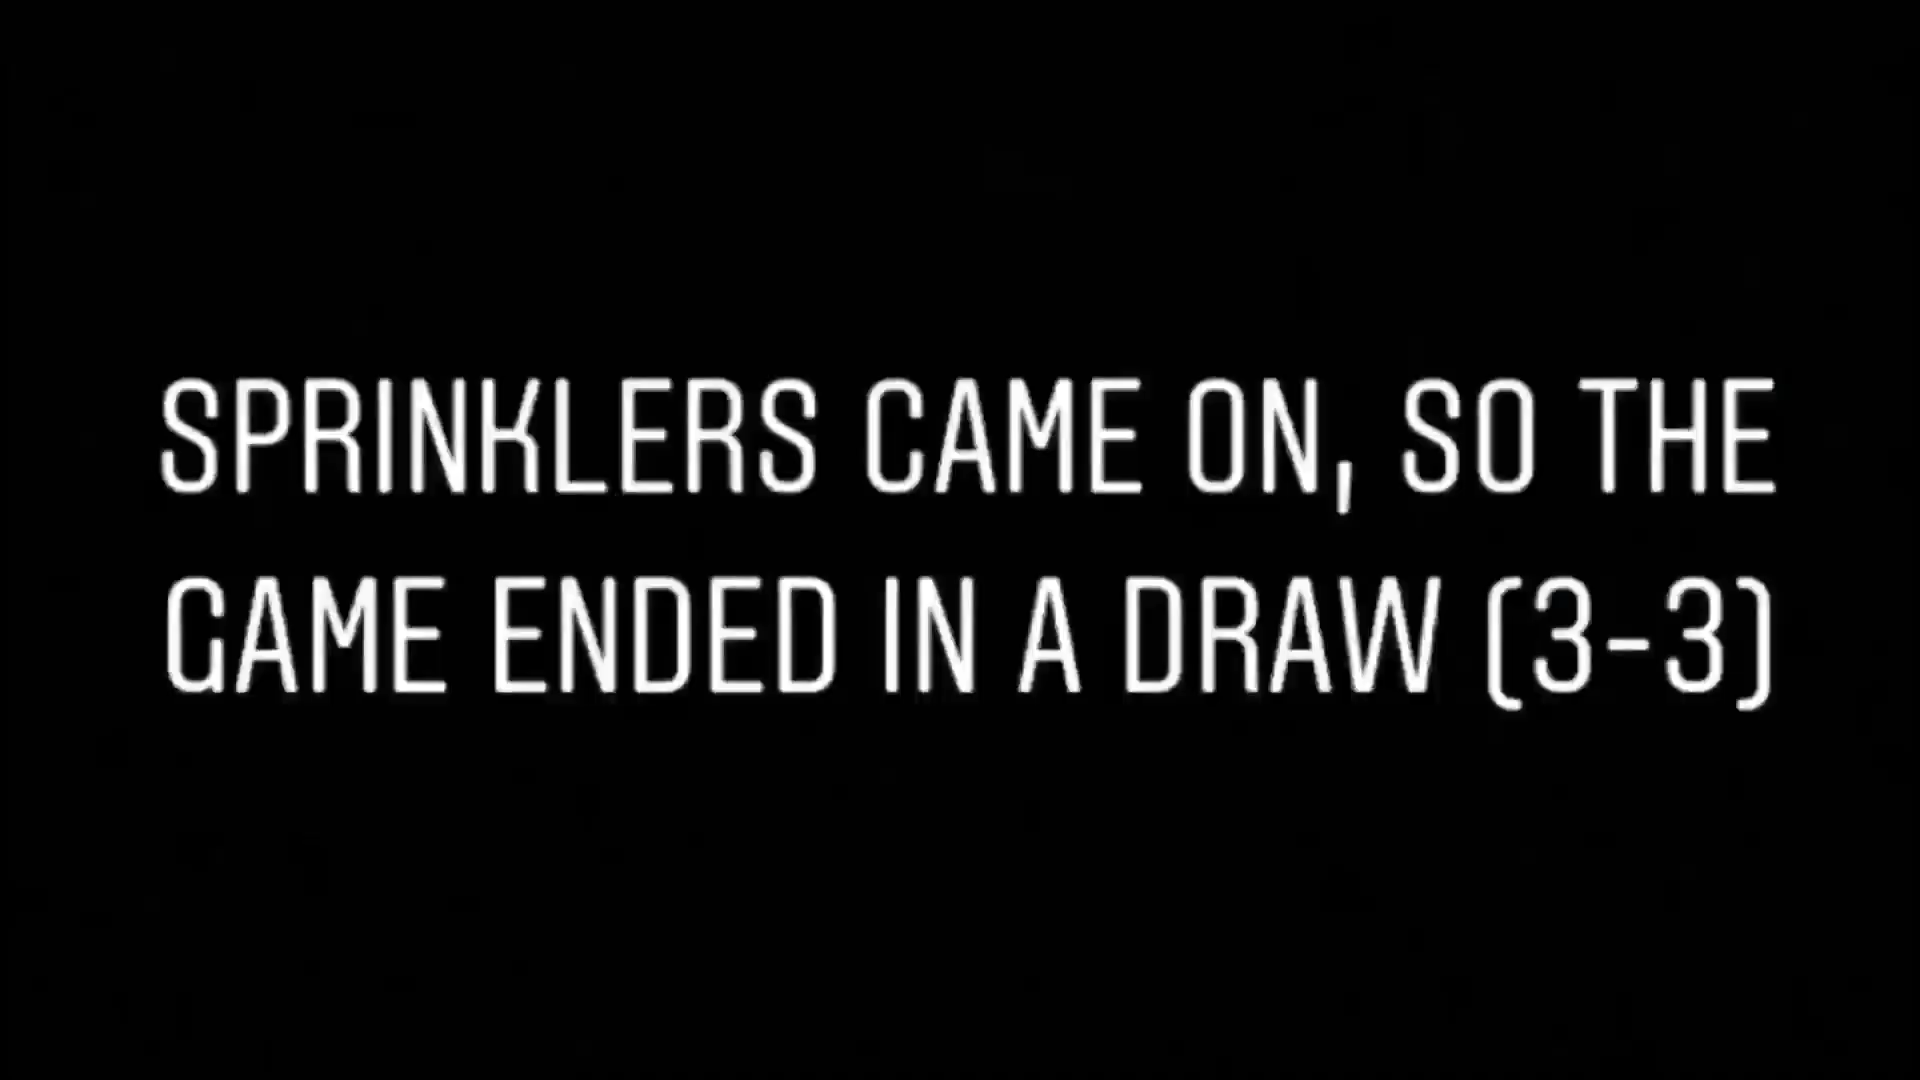 SPRINKLERS CAME ON, SO THE
GAME ENDED IN A DRAW (3-3)